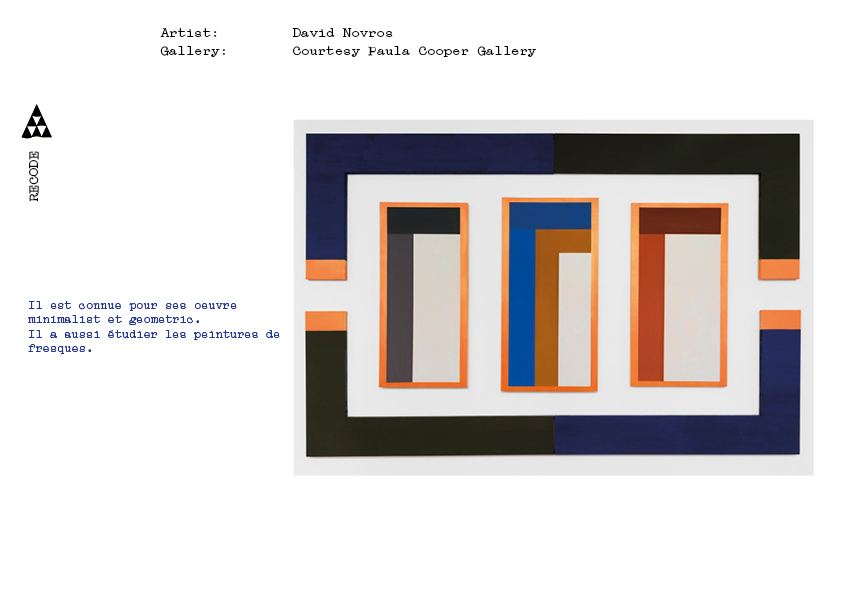 Artist: David Novros
Gallery: Courtesy Paula Cooper Gallery
RECODE
Il est connue pour ses oeuvre
minimalist et geometric.
Il a aussi étudier les peintures de
fresques.